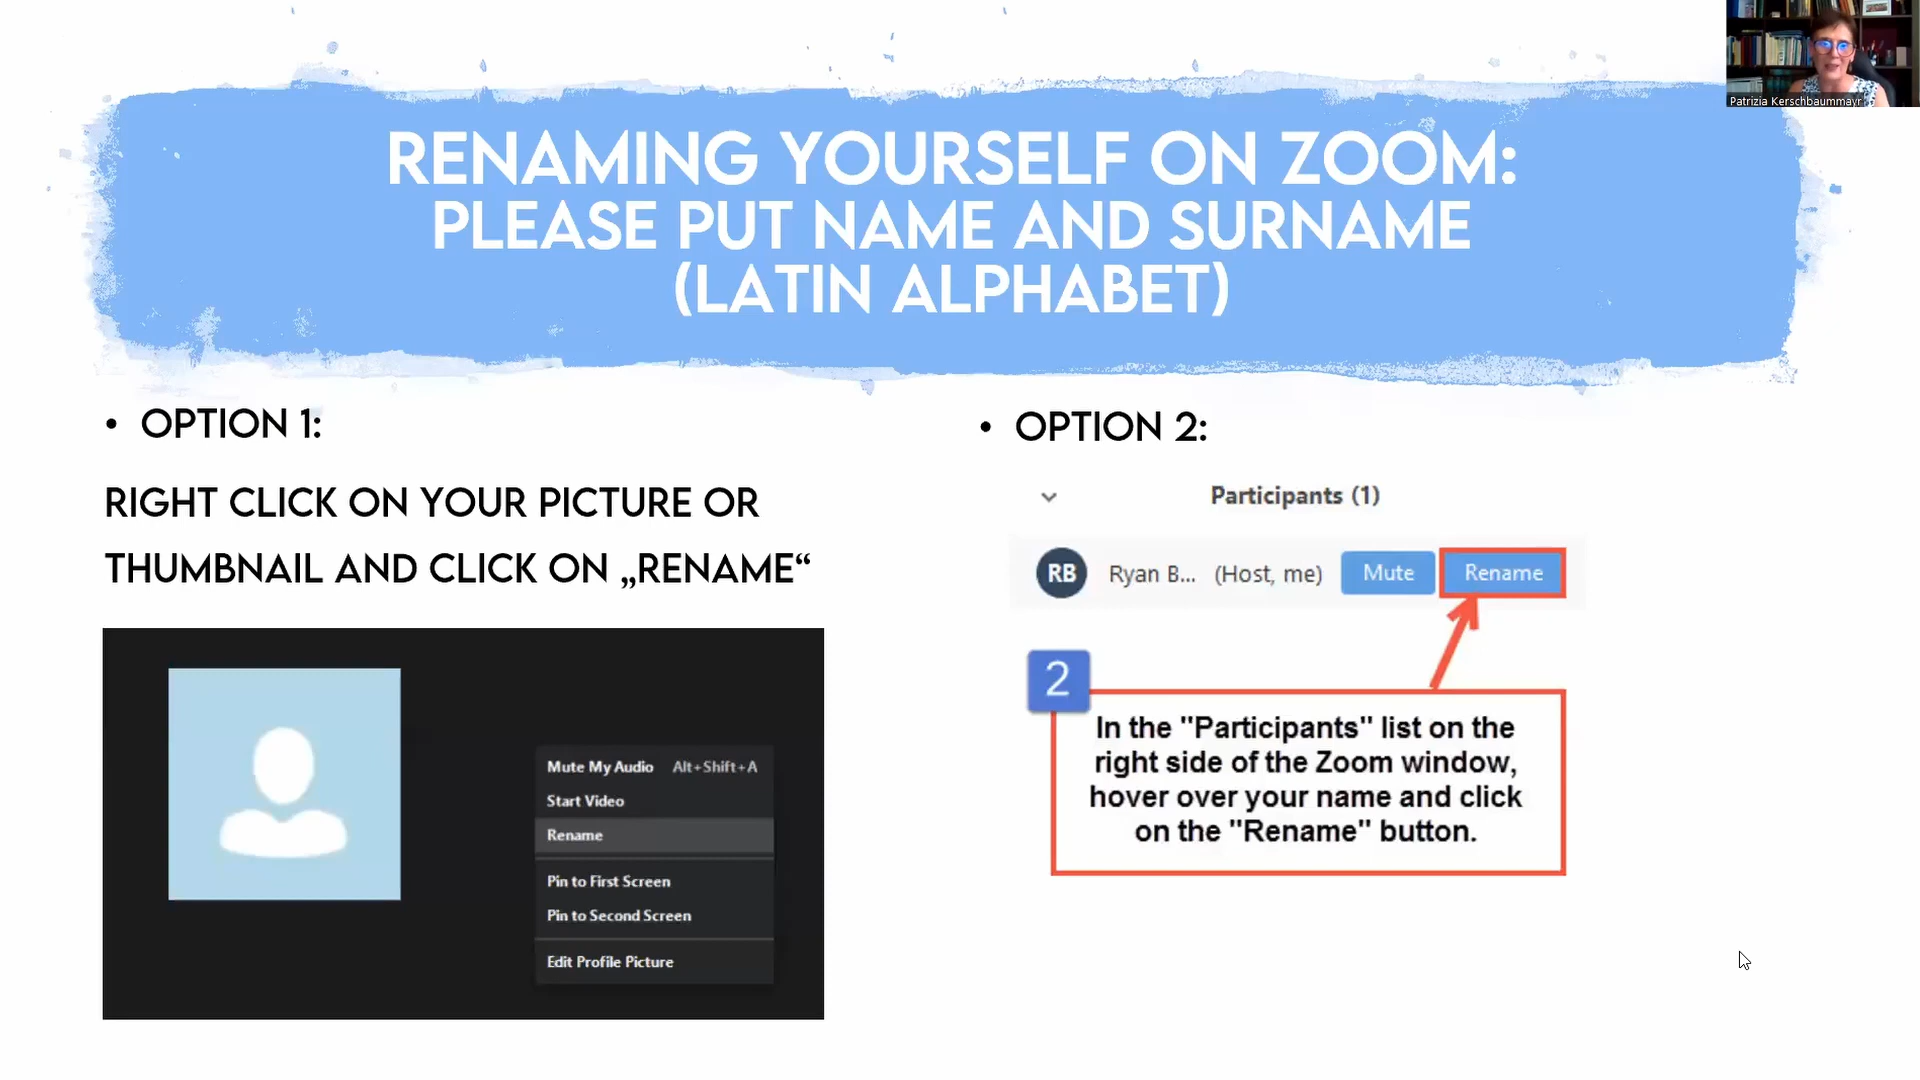 Patrizia Kerschbaummayr
RENAMING YOURSELF ON ZOOM:
PLEASE PUT NAME AND SURNAME
(LATIN ALPHABET)
• OPTION 1:
RIGHT CLICK ON YOUR PICTURE OR
THUMBNAIL AND CLICK ON „RENAME“
Mute My Audio Alt+Shift+A
Start Video
Rename
Pin to First Screen
Pin to Second Screen
Edit Profile Picture
• OPTION 2:
Participants (1)
RB Ryan B... (Host, me) Mute Rename
2
In the "Participants" list on the
right side of the Zoom window,
hover over your name and click
on the "Rename" button.